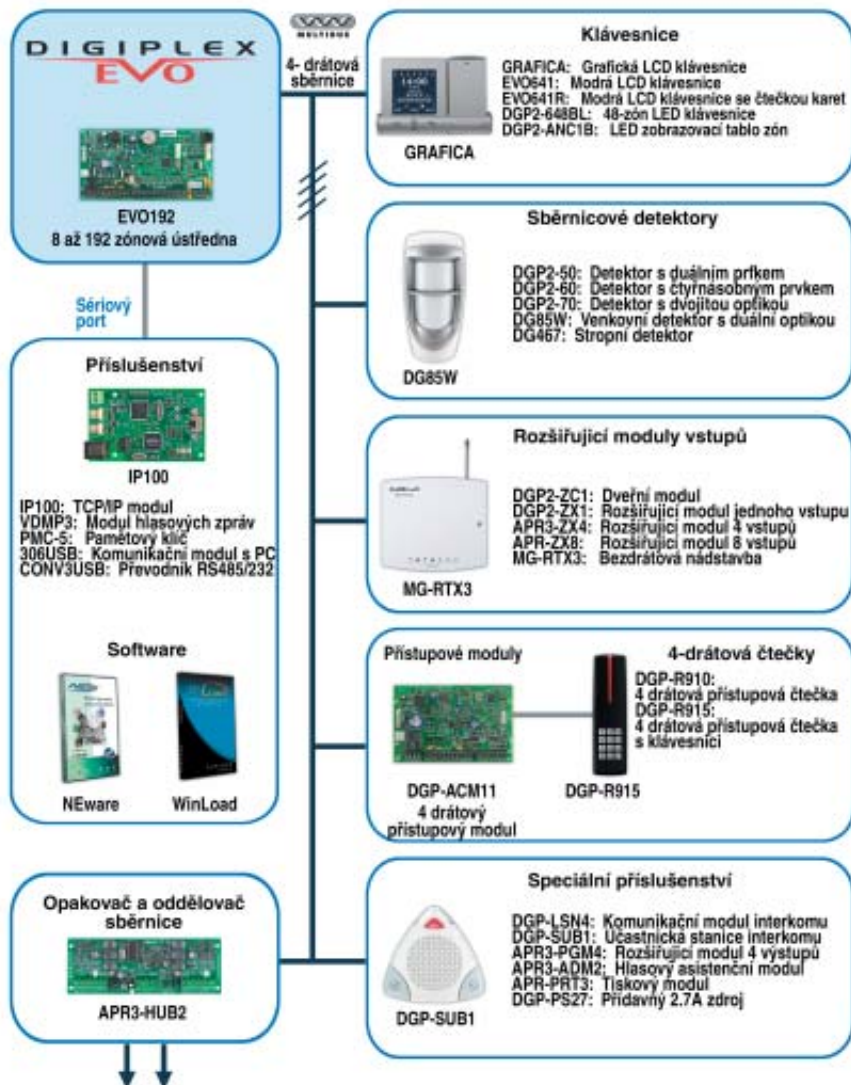 DIGIPLEX
EVO
EVO192
8 až 192 zónová ústředna
MULTIBUS
4- drátová
sběrnice
Klávesnice
GRAFICA
GRAFICA: Grafická LCD klávesnice
EVO641: Modrá LCD klávesnice
EVO641R: Modrá LCD klávesnice se čtečkou karet
DGP2-648BL: 48-zón LED klávesnice
DGP2-ANC1B: LED zobrazovací tablo zón
Sběrnicové detektory
DG85W
DGP2-50: Detektor s duálním prfkem
DGP2-60: Detektor s čtyřnásobným prvkem
DGP2-70: Detektor s dvojitou optikou
DG85W: Venkovní detektor s duální optikou
DG467: Stropní detektor
Sériový
port
Příslušenství
IP100
IP100: TCP/IP modul
VDMP3: Modul hlasových zpráv
PMC-5: Pamětový klíč
306USB: Komunikační modul s PC
CONV3USB: Převodník RS485/232
Software
NEware
WinLoad
Rozšiřující moduly vstupů
MG-RTX3
DGP2-ZC1: Dveřní modul
DGP2-ZX1: Rozšiřující modul jednoho vstupu
APR3-ZX4: Rozšiřující modul 4 vstupů
APR-ZX8: Rozšiřující modul 8 vstupů
MG-RTX3: Bezdrátová nádstavba
Přístupové moduly
DGP-ACM11
4 drátový
přístupový modul
4-drátová čtečky
DGP-R910:
4 drátová přístupová čtečka
DGP-R915:
4 drátová přístupová čtečka
s klávesnicí
DGP-R915
Opakovač a oddělovač
sběrnice
APR3-HUB2
Speciální příslušenství
DGP-SUB1
DGP-LSN4: Komunikační modul interkomu
DGP-SUB1: Účastnická stanice interkomu
APR3-PGM4: Rozšiřující modul 4 výstupů
APR3-ADM2: Hlasový asistenční modul
APR-PRT3: Tiskový modul
DGP-PS27: Přídavný 2.7A zdroj